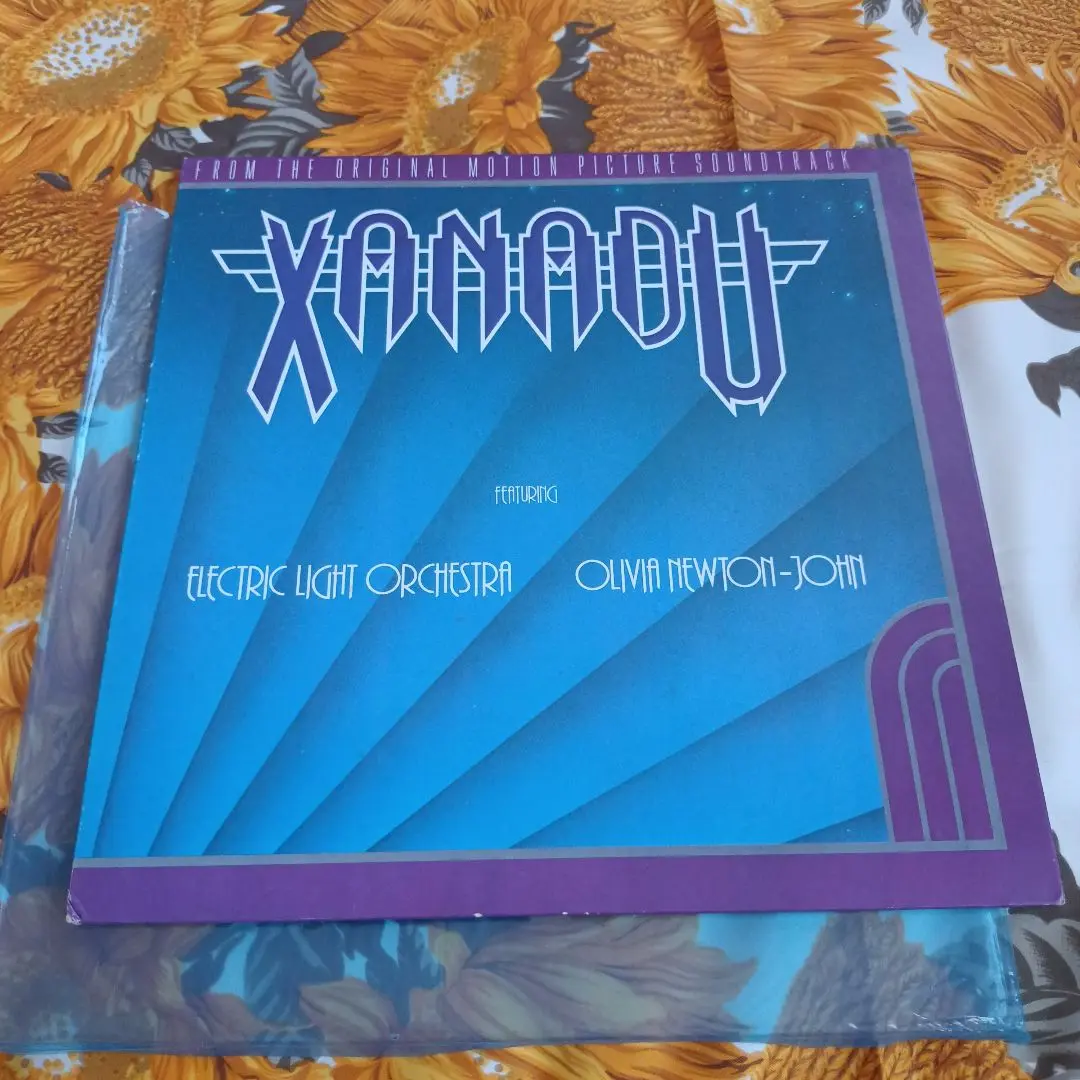 FROM THE ORIGINAL MOTION PICTURE SOUNDTRACK
XANADU
FEATURING
ELECTRIC LIGHT ORCHESTRA
OLIVIA NEWTON-JOHN